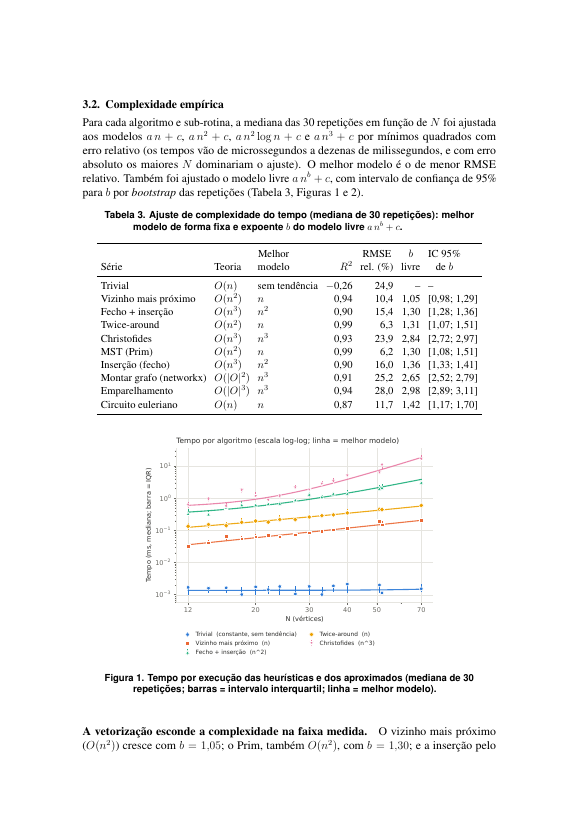 3.2. Complexidade empírica
Para cada algoritmo e sub-rotina, a mediana das 30 repetições em função de N foi ajustada
aos modelos a n + c, a n² + c, a n² log n + c e a n³ + c por mínimos quadrados com
erro relativo (os tempos vão de microssegundos a dezenas de milissegundos, e com erro
absoluto os maiores N dominariam o ajuste). O melhor modelo é o de menor RMSE
relativo. Também foi ajustado o modelo livre a nᵇ + c, com intervalo de confiança de 95%
para b por bootstrap das repetições (Tabela 3, Figuras 1 e 2).
Tabela 3. Ajuste de complexidade do tempo (mediana de 30 repetições): melhor
modelo de forma fixa e expoente b do modelo livre a nᵇ + c.
Melhor RMSE b IC 95%
Série Teoria modelo R² rel. (%) livre de b
Trivial O(n) sem tendência −0,26 24,9 – –
Vizinho mais próximo O(n²) n 0,94 10,4 1,05 [0,98; 1,29]
Fecho + inserção O(n³) n² 0,90 15,4 1,30 [1,28; 1,36]
Twice-around O(n²) n 0,99 6,3 1,31 [1,07; 1,51]
Christofides O(n³) n³ 0,93 23,9 2,84 [2,72; 2,97]
MST (Prim) O(n²) n 0,99 6,2 1,30 [1,08; 1,51]
Inserção (fecho) O(n³) n² 0,90 16,0 1,36 [1,33; 1,41]
Montar grafo (networkx) O(|O|²) n³ 0,91 25,2 2,65 [2,52; 2,79]
Emparelhamento O(|O|³) n³ 0,94 28,0 2,98 [2,89; 3,11]
Circuito euleriano O(n) n 0,87 11,7 1,42 [1,17; 1,70]
Tempo por algoritmo (escala log-log; linha = melhor modelo)
Tempo (ms, mediana; barra = IQR)
10¹
10⁰
10⁻¹
10⁻²
10⁻³
12 20 30 40 50 70
N (vértices)
Trivial (constante, sem tendência) Twice-around (n)
Vizinho mais próximo (n) Christofides (n^3)
Fecho + inserção (n^2)
Figura 1. Tempo por execução das heurísticas e dos aproximados (mediana de 30
repetições; barras = intervalo interquartil; linha = melhor modelo).
A vetorização esconde a complexidade na faixa medida. O vizinho mais próximo
(O(n²)) cresce com b = 1,05; o Prim, também O(n²), com b = 1,30; e a inserção pelo